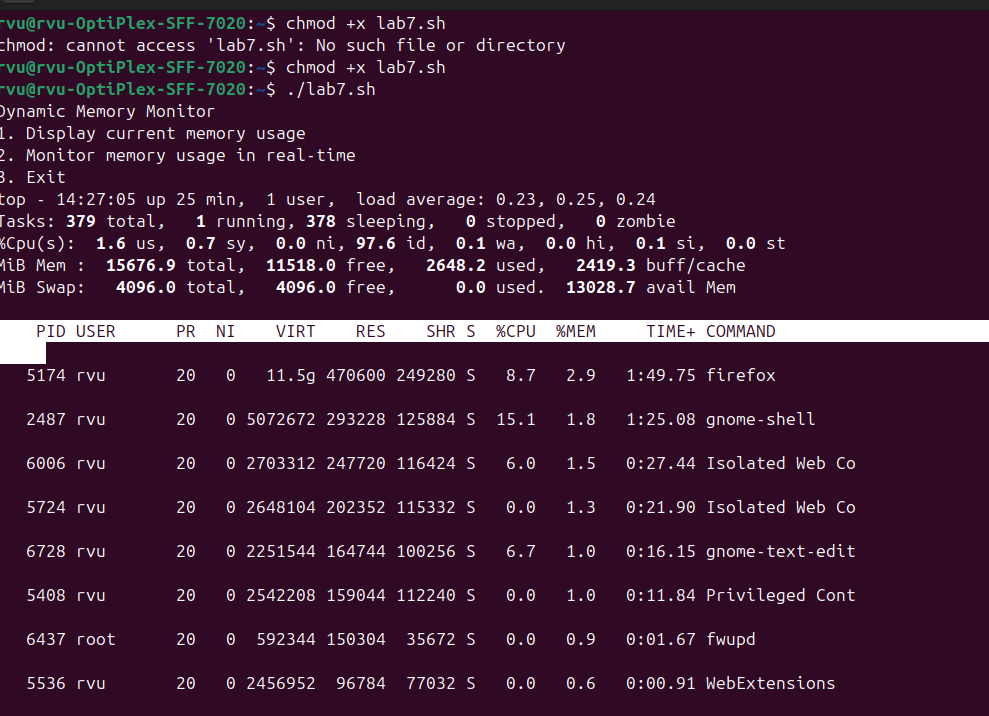 rvu@rvu-OptiPlex-SFF-7020:~$ chmod +x lab7.sh
chmod: cannot access 'lab7.sh': No such file or directory
rvu@rvu-OptiPlex-SFF-7020:~$ chmod +x lab7.sh
rvu@rvu-OptiPlex-SFF-7020:~$ ./lab7.sh
Dynamic Memory Monitor
1. Display current memory usage
2. Monitor memory usage in real-time
3. Exit
top - 14:27:05 up 25 min,  1 user,  load average: 0.23, 0.25, 0.24
Tasks: 379 total,   1 running, 378 sleeping,   0 stopped,   0 zombie
%Cpu(s):  1.6 us,  0.7 sy,  0.0 ni, 97.6 id,  0.1 wa,  0.0 hi,  0.1 si,  0.0 st
MiB Mem :  15676.9 total,  11518.0 free,   2648.2 used,   2419.3 buff/cache
MiB Swap:   4096.0 total,   4096.0 free,      0.0 used.  13028.7 avail Mem
PID USER      PR  NI    VIRT    RES    SHR S  %CPU  %MEM     TIME+ COMMAND
5174 rvu       20   0   11.5g 470600 249280 S   8.7   2.9   1:49.75 firefox
2487 rvu       20   0 5072672 293228 125884 S  15.1   1.8   1:25.08 gnome-shell
6006 rvu       20   0 2703312 247720 116424 S   6.0   1.5   0:27.44 Isolated Web Co
5724 rvu       20   0 2648104 202352 115332 S   0.0   1.3   0:21.90 Isolated Web Co
6728 rvu       20   0 2251544 164744 100256 S   6.7   1.0   0:16.15 gnome-text-edit
5408 rvu       20   0 2542208 159044 112240 S   0.0   1.0   0:11.84 Privileged Cont
6437 root      20   0  592344 150304  35672 S   0.0   0.9   0:01.67 fwupd
5536 rvu       20   0 2456952  96784  77032 S   0.0   0.6   0:00.91 WebExtensions